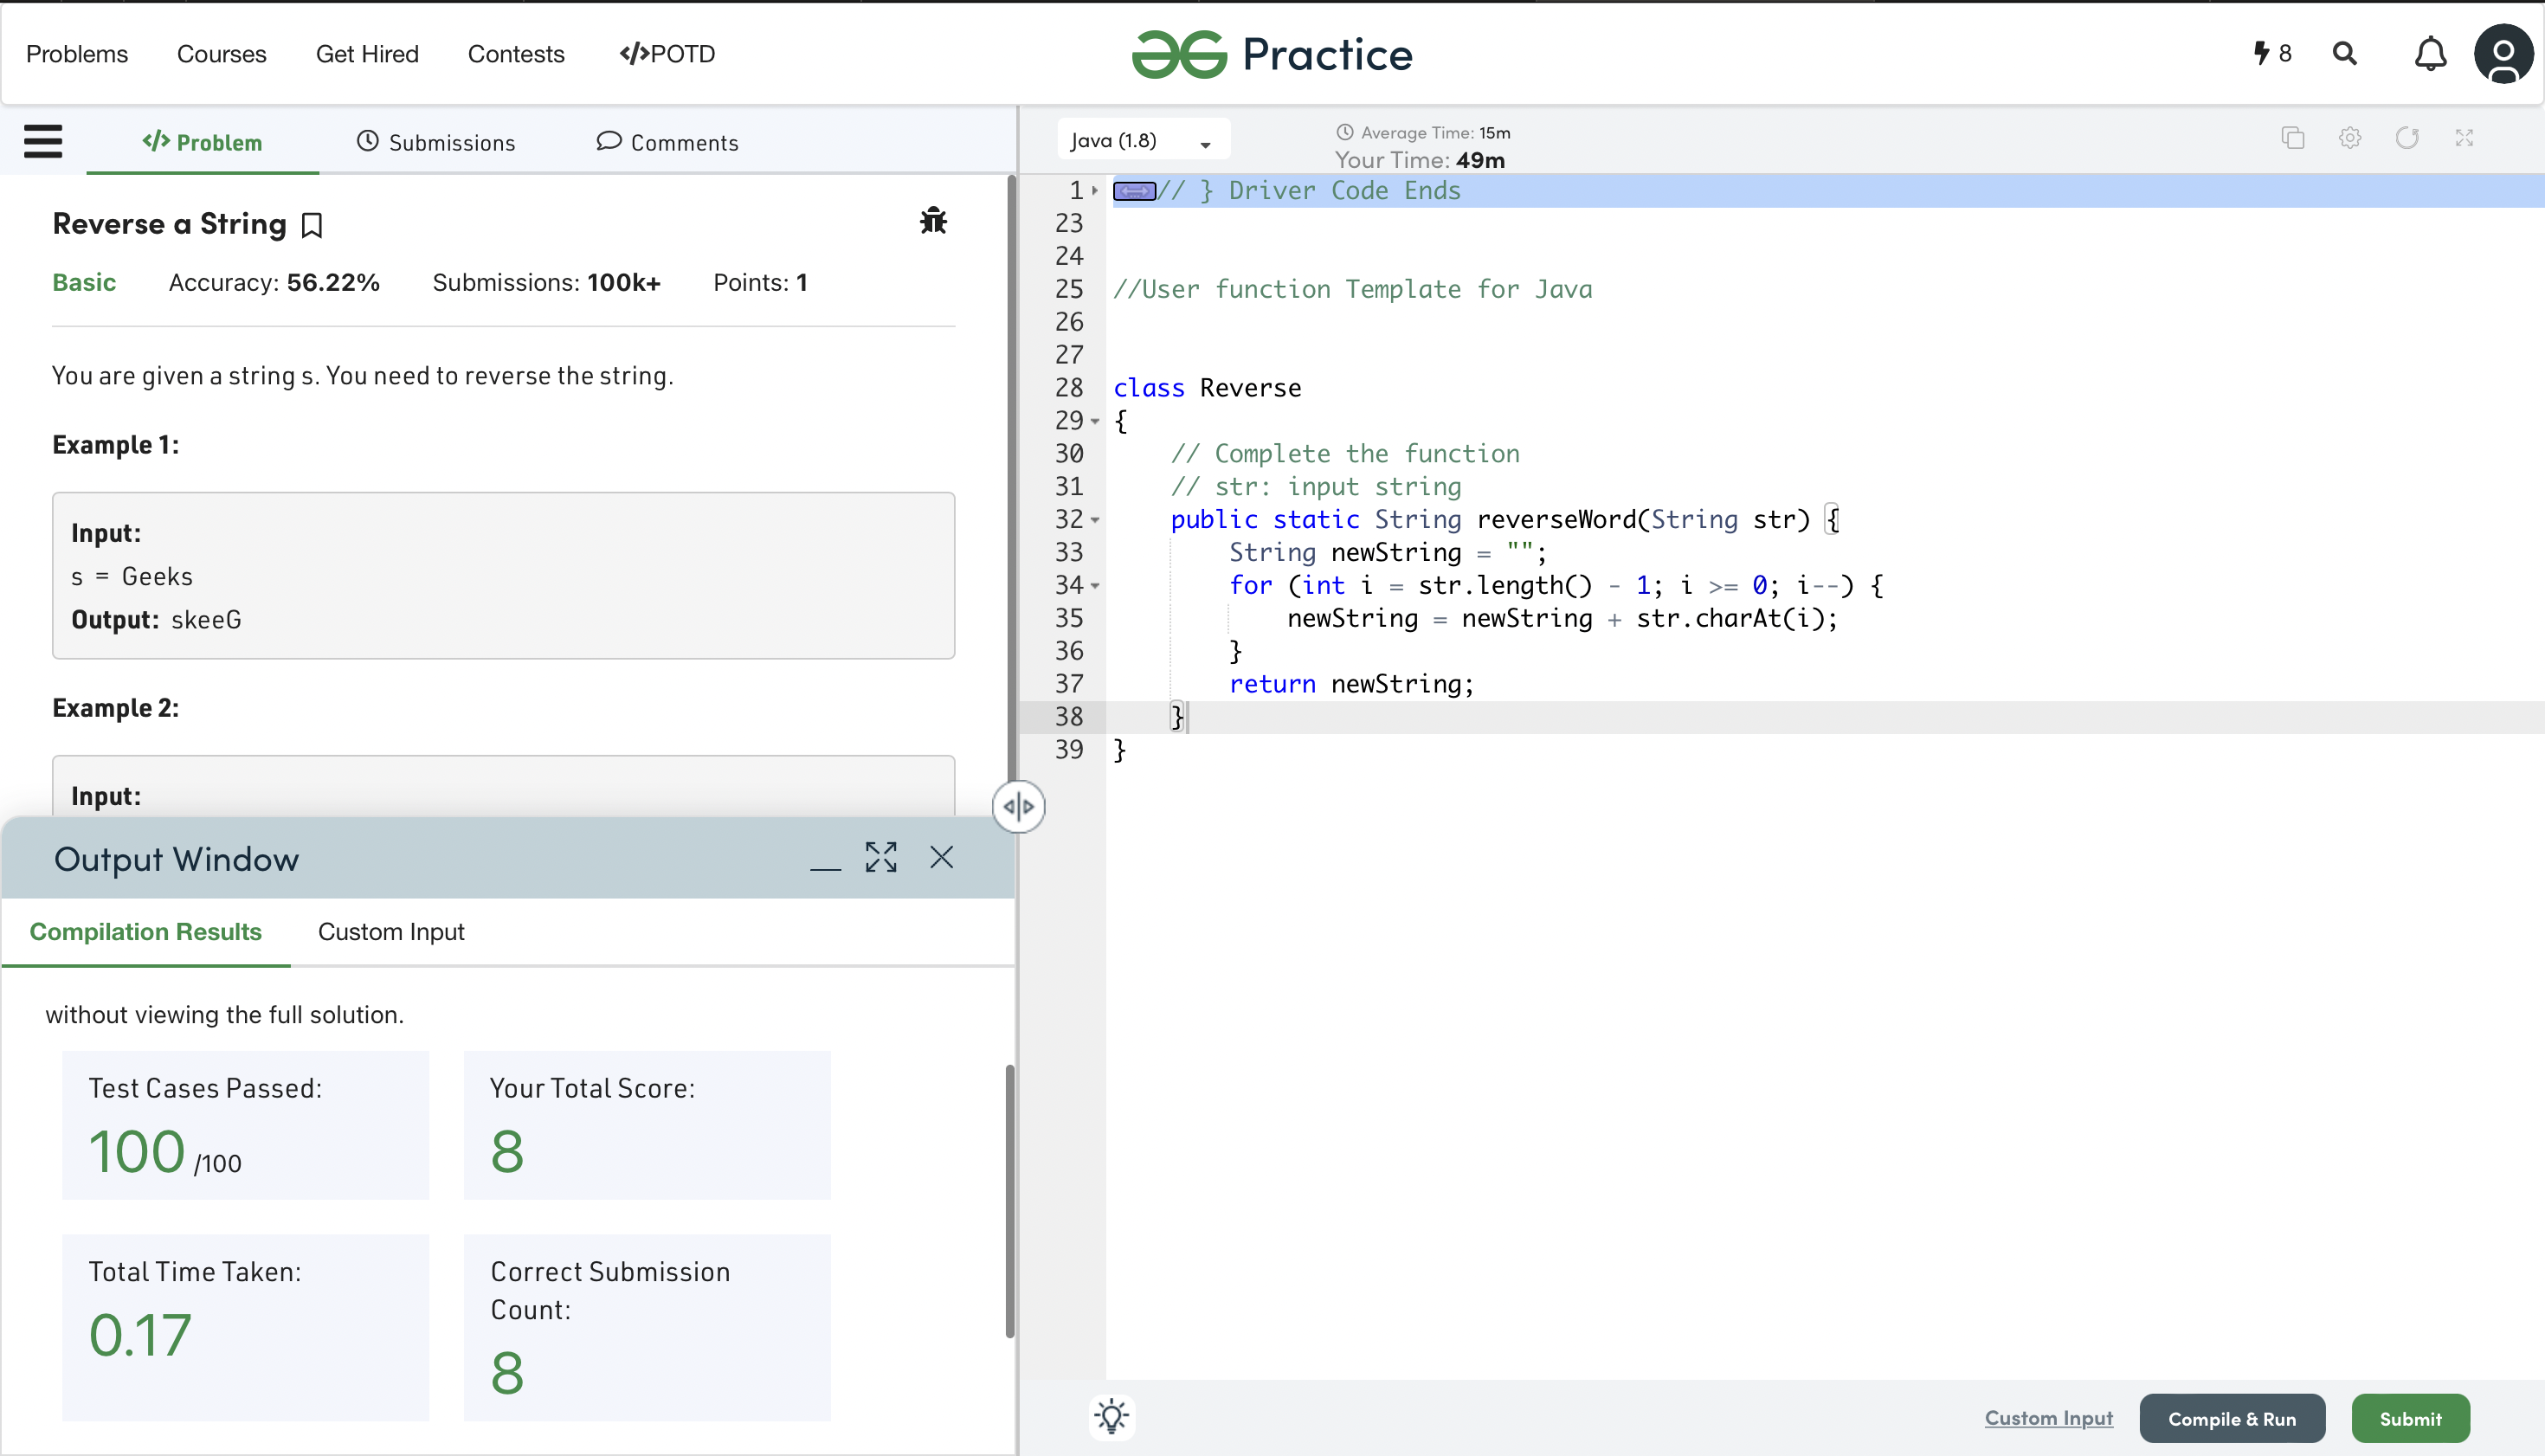 Problems Courses Get Hired Contests </>POTD
Practice
8
</> Problem Submissions Comments
Reverse a String
Basic Accuracy: 56.22% Submissions: 100k+ Points: 1
You are given a string s. You need to reverse the string.
Example 1:
Input:
s = Geeks
Output: skeeG
Example 2:
Input:
Output Window
Compilation Results Custom Input
without viewing the full solution.
Test Cases Passed:
100 /100
Your Total Score:
8
Total Time Taken:
0.17
Correct Submission
Count:
8
Java (1.8)
Average Time: 15m
Your Time: 49m
1 // } Driver Code Ends
23
24
25 //User function Template for Java
26
27
28 class Reverse
29 {
30 // Complete the function
31 // str: input string
32 public static String reverseWord(String str) {
33 String newString = "";
34 for (int i = str.length() - 1; i >= 0; i--) {
35 newString = newString + str.charAt(i);
36 }
37 return newString;
38 }
39 }
Custom Input Compile & Run Submit